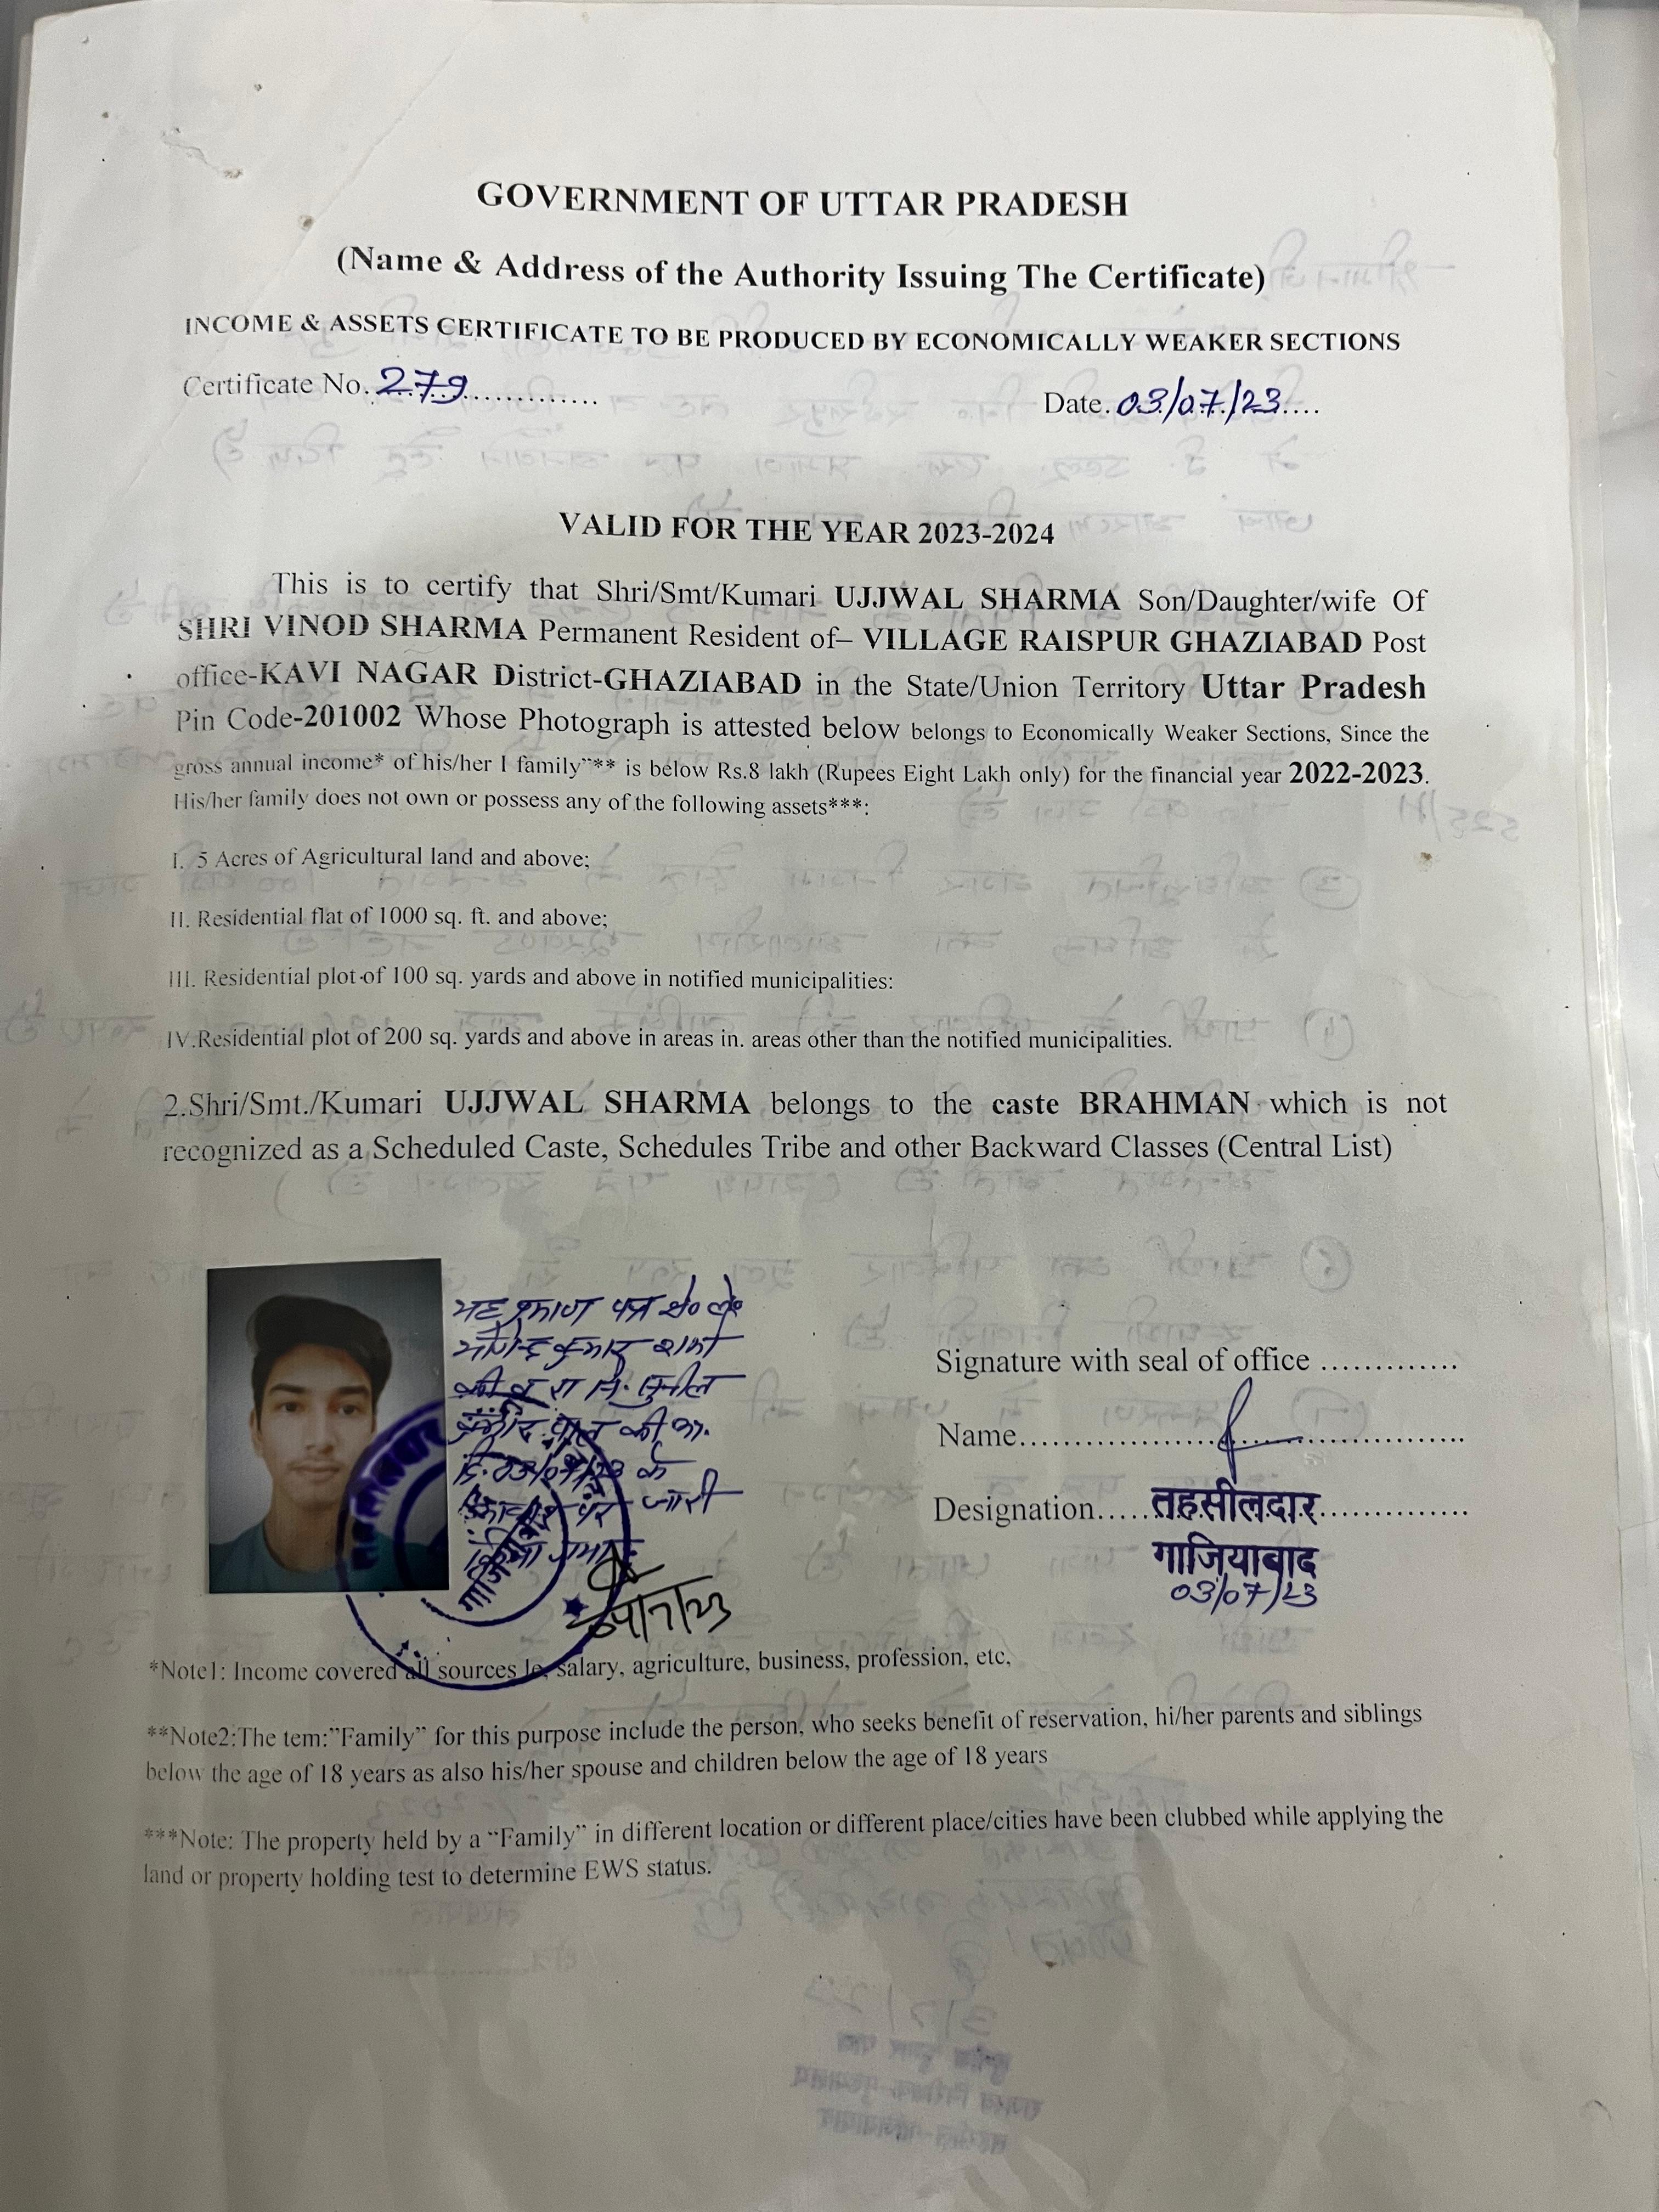 GOVERNMENT OF UTTAR PRADESH
(Name & Address of the Authority Issuing The Certificate)
INCOME & ASSETS CERTIFICATE TO BE PRODUCED BY ECONOMICALLY WEAKER SECTIONS
Certificate No. 279..............
Date. 03/07/23....
VALID FOR THE YEAR 2023-2024
This is to certify that Shri/Smt/Kumari UJJWAL SHARMA Son/Daughter/wife Of
SHRI VINOD SHARMA Permanent Resident of– VILLAGE RAISPUR GHAZIABAD Post
office-KAVI NAGAR District-GHAZIABAD in the State/Union Territory Uttar Pradesh
Pin Code-201002 Whose Photograph is attested below belongs to Economically Weaker Sections, Since the
gross annual income* of his/her I family"** is below Rs.8 lakh (Rupees Eight Lakh only) for the financial year 2022-2023.
His/her family does not own or possess any of the following assets***:
I. 5 Acres of Agricultural land and above;
II. Residential flat of 1000 sq. ft. and above;
III. Residential plot of 100 sq. yards and above in notified municipalities:
IV.Residential plot of 200 sq. yards and above in areas in. areas other than the notified municipalities.
2.Shri/Smt./Kumari UJJWAL SHARMA belongs to the caste BRAHMAN which is not
recognized as a Scheduled Caste, Schedules Tribe and other Backward Classes (Central List)
यह प्रमाण पत्र
कुमार शर्मा
सुनील
पाल की
दि. 03/07/23 के
पर जारी
किया गया
04/7/23
गाजियाबाद
Signature with seal of office .............
Name..........................................
Designation..... तहसीलदार...............
गाजियाबाद
03/07/23
*Note1: Income covered all sources Ie, salary, agriculture, business, profession, etc,
**Note2:The tem:"Family" for this purpose include the person, who seeks benefit of reservation, hi/her parents and siblings
below the age of 18 years as also his/her spouse and children below the age of 18 years
***Note: The property held by a "Family" in different location or different place/cities have been clubbed while applying the
land or property holding test to determine EWS status.